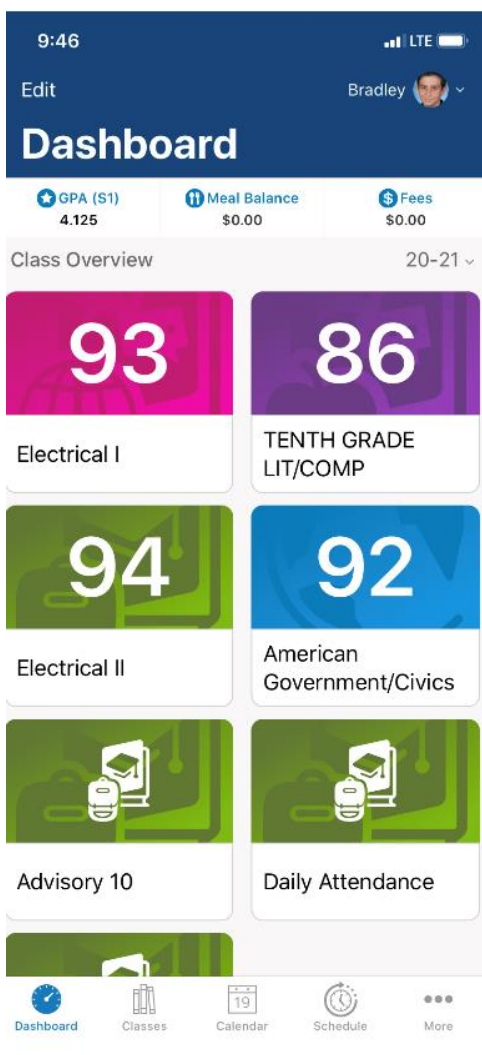 9:46 LTE
Edit Bradley
Dashboard
GPA (S1) Meal Balance Fees
4.125 $0.00 $0.00
Class Overview 20-21
93 86
Electrical I TENTH GRADE
LIT/COMP
94 92
Electrical II American
Government/Civics
Advisory 10 Daily Attendance
19
Dashboard Classes Calendar Schedule More